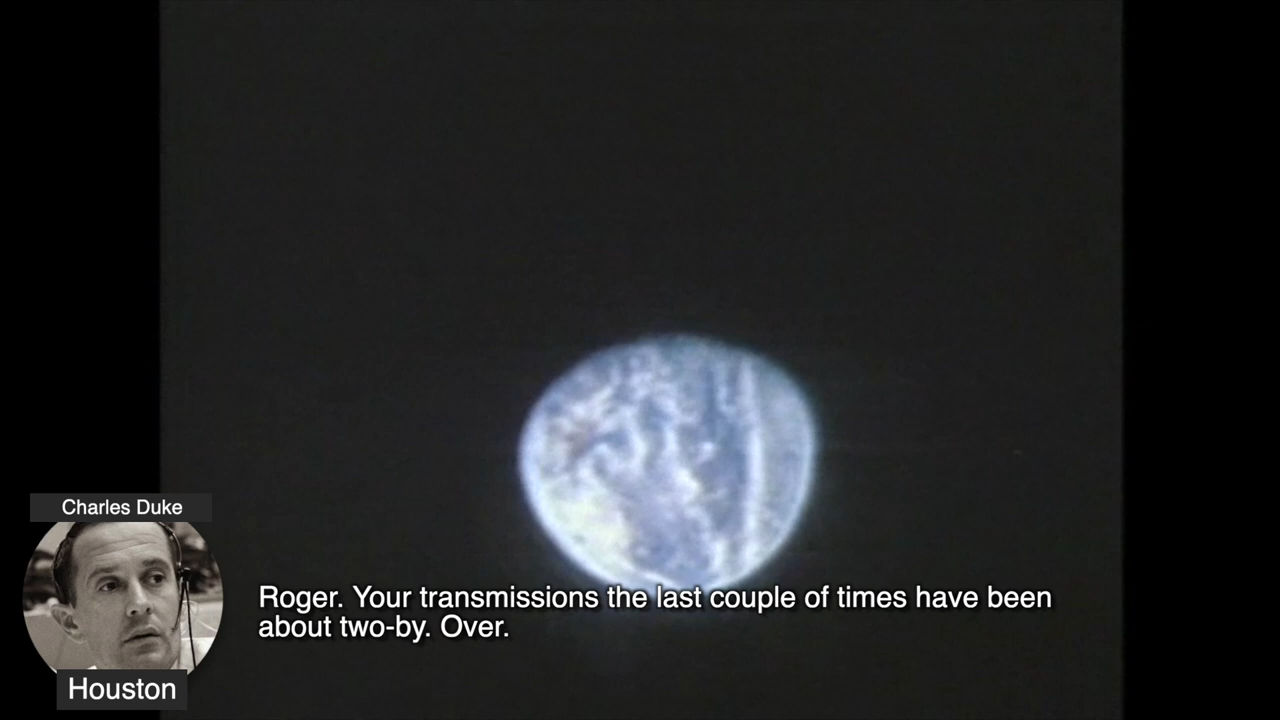 Charles Duke
Roger. Your transmissions the last couple of times have been
about two-by. Over.
Houston